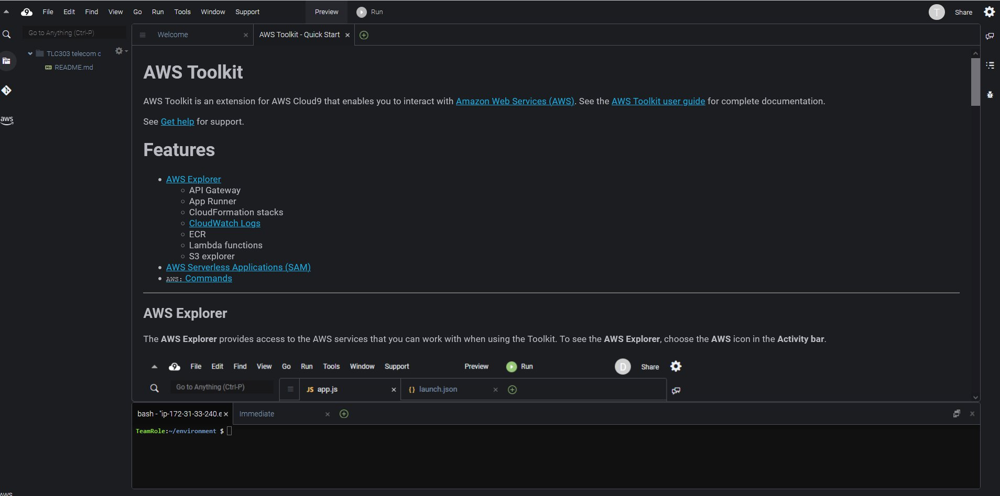 File Edit Find View Go Run Tools Window Support Preview Run T Share
Go to Anything (Ctrl-P)
Welcome
AWS Toolkit - Quick Start
TLC303 telecom c
README.md
aws
AWS Toolkit
AWS Toolkit is an extension for AWS Cloud9 that enables you to interact with Amazon Web Services (AWS). See the AWS Toolkit user guide for complete documentation.
See Get help for support.
Features
AWS Explorer
API Gateway
App Runner
CloudFormation stacks
CloudWatch Logs
ECR
Lambda functions
S3 explorer
AWS Serverless Applications (SAM)
AWS: Commands
AWS Explorer
The AWS Explorer provides access to the AWS services that you can work with when using the Toolkit. To see the AWS Explorer, choose the AWS icon in the Activity bar.
9 File Edit Find View Go Run Tools Window Support Preview Run D Share
Go to Anything (Ctrl-P)
JS app.js
{} launch.json
bash - "ip-172-31-33-240.e
Immediate
TeamRole:~/environment $
AWS